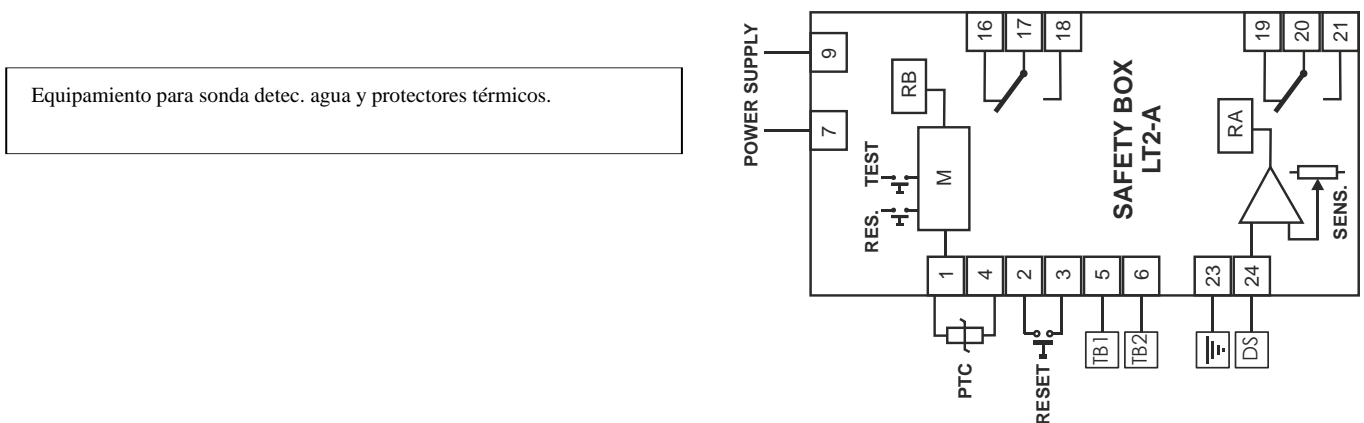 Equipamiento para sonda detec. agua y protectores térmicos.
POWER SUPPLY
9
7
16
17
18
19
20
21
RB
RA
TEST
RES.
M
SAFETY BOX
LT2-A
SENS.
1
4
2
3
5
6
23
24
PTC
RESET
TB1
TB2
DS